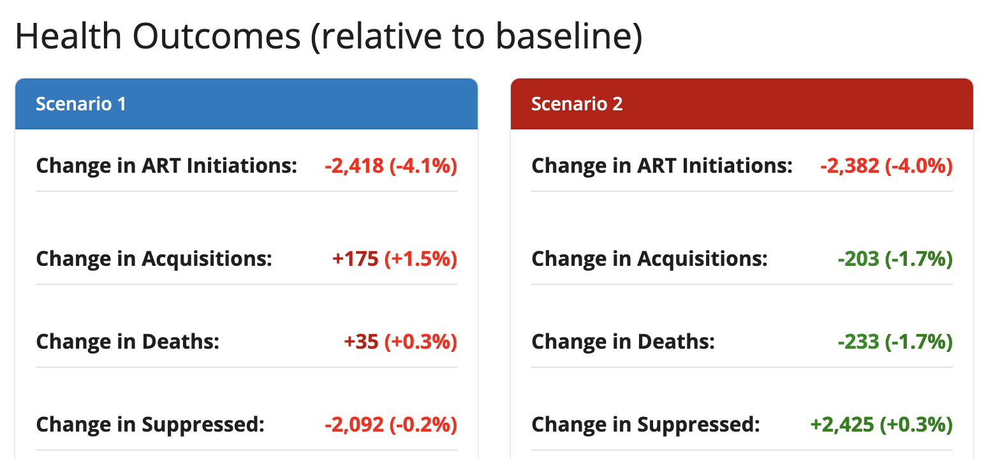 Health Outcomes (relative to baseline)
Scenario 1
Change in ART Initiations: -2,418 (-4.1%)
Change in Acquisitions: +175 (+1.5%)
Change in Deaths: +35 (+0.3%)
Change in Suppressed: -2,092 (-0.2%)
Scenario 2
Change in ART Initiations: -2,382 (-4.0%)
Change in Acquisitions: -203 (-1.7%)
Change in Deaths: -233 (-1.7%)
Change in Suppressed: +2,425 (+0.3%)